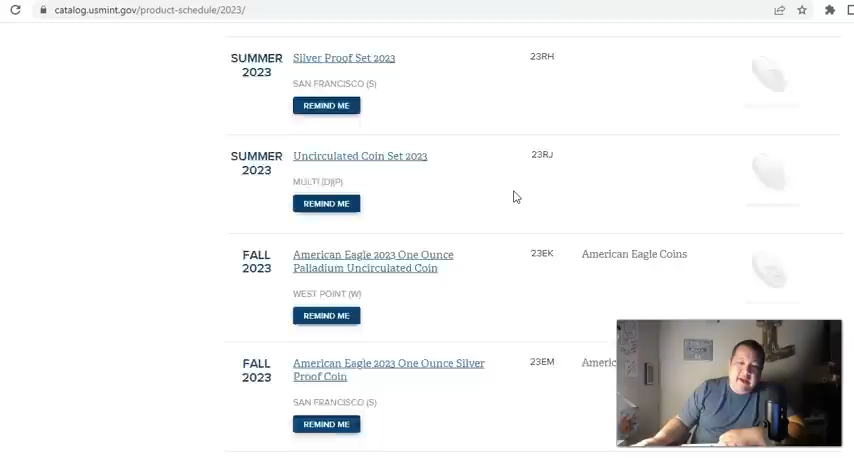 catalog.usmint.gov/product-schedule/2023/
SUMMER
2023
Silver Proof Set 2023
23RH
SAN FRANCISCO (S)
REMIND ME
SUMMER
2023
Uncirculated Coin Set 2023
23RJ
MULTI (D)(P)
REMIND ME
FALL
2023
American Eagle 2023 One Ounce
Palladium Uncirculated Coin
23EK
American Eagle Coins
WEST POINT (W)
REMIND ME
FALL
2023
American Eagle 2023 One Ounce Silver
Proof Coin
23EM
Americ
SAN FRANCISCO (S)
REMIND ME